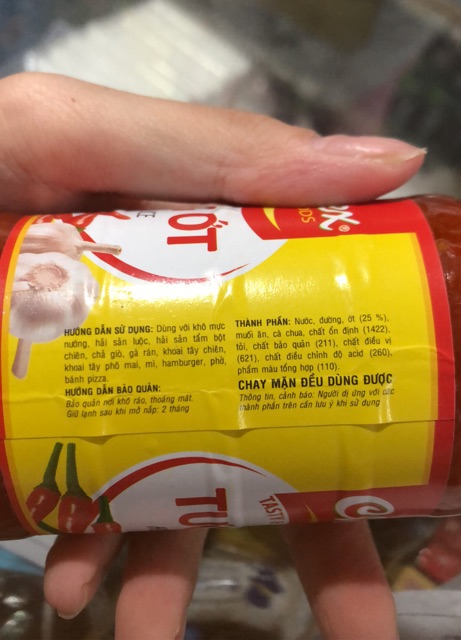 ỚT
HƯỚNG DẪN SỬ DỤNG: Dùng với khô mực
nướng, hải sản luộc, hải sản tẩm bột
chiên, chả giò, gà rán, khoai tây chiên,
khoai tây phô mai, mì, hamburger, phở,
bánh pizza.
HƯỚNG DẪN BẢO QUẢN:
Bảo quản nơi khô ráo, thoáng mát.
Giữ lạnh sau khi mở nắp: 2 tháng
THÀNH PHẦN: Nước, đường, ớt (25 %),
muối ăn, cà chua, chất ổn định (1422),
tỏi, chất bảo quản (211), chất điều vị
(621), chất điều chỉnh độ acid (260),
phẩm màu tổng hợp (110).
CHAY MẶN ĐỀU DÙNG ĐƯỢC
Thông tin, cảnh báo: Người dị ứng với các
thành phần trên cần lưu ý khi sử dụng
TƯ
TASTY